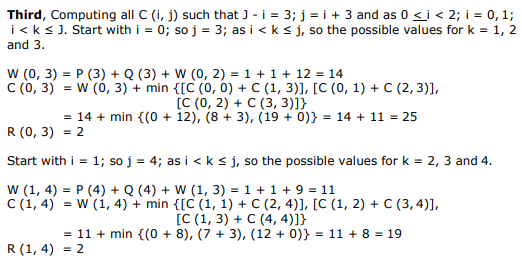 Third, Computing all C (i, j) such that J - i = 3; j = i + 3 and as 0 ≤ i < 2; i = 0, 1;
i < k ≤ J. Start with i = 0; so j = 3; as i < k ≤ j, so the possible values for k = 1, 2
and 3.
W (0, 3) = P (3) + Q (3) + W (0, 2) = 1 + 1 + 12 = 14
C (0, 3) = W (0, 3) + min {[C (0, 0) + C (1, 3)], [C (0, 1) + C (2, 3)],
[C (0, 2) + C (3, 3)]}
= 14 + min {(0 + 12), (8 + 3), (19 + 0)} = 14 + 11 = 25
R (0, 3) = 2
Start with i = 1; so j = 4; as i < k ≤ j, so the possible values for k = 2, 3 and 4.
W (1, 4) = P (4) + Q (4) + W (1, 3) = 1 + 1 + 9 = 11
C (1, 4) = W (1, 4) + min {[C (1, 1) + C (2, 4)], [C (1, 2) + C (3, 4)],
[C (1, 3) + C (4, 4)]}
= 11 + min {(0 + 8), (7 + 3), (12 + 0)} = 11 + 8 = 19
R (1, 4) = 2